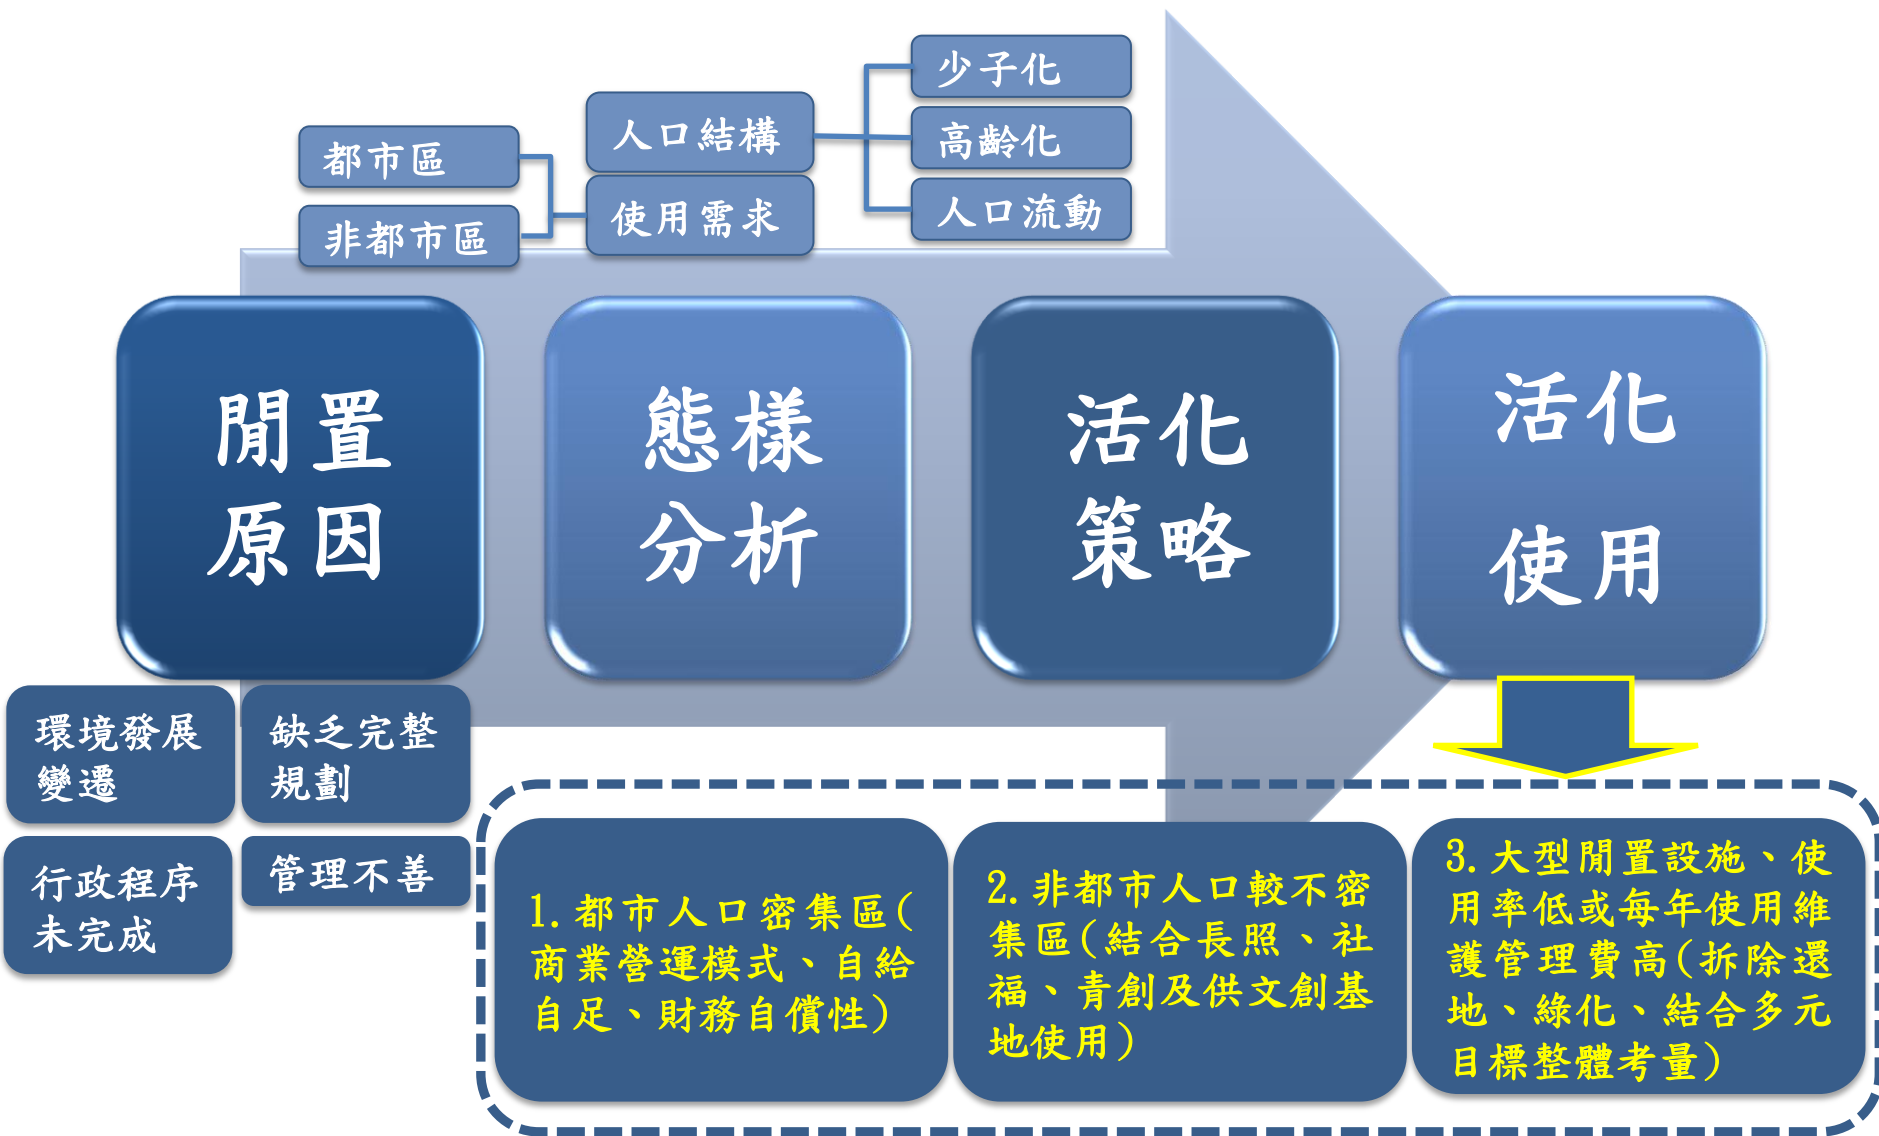 少子化
人口結構
高齡化
都市區
人口流動
使用需求
非都市區
閒置
原因
態樣
分析
活化
策略
活化
使用
環境發展
變遷
缺乏完整
規劃
行政程序
未完成
管理不善
1.都市人口密集區(
商業營運模式、自給
自足、財務自償性)
2.非都市人口較不密
集區(結合長照、社
福、青創及供文創基
地使用)
3.大型閒置設施、使
用率低或每年使用維
護管理費高(拆除還
地、綠化、結合多元
目標整體考量)